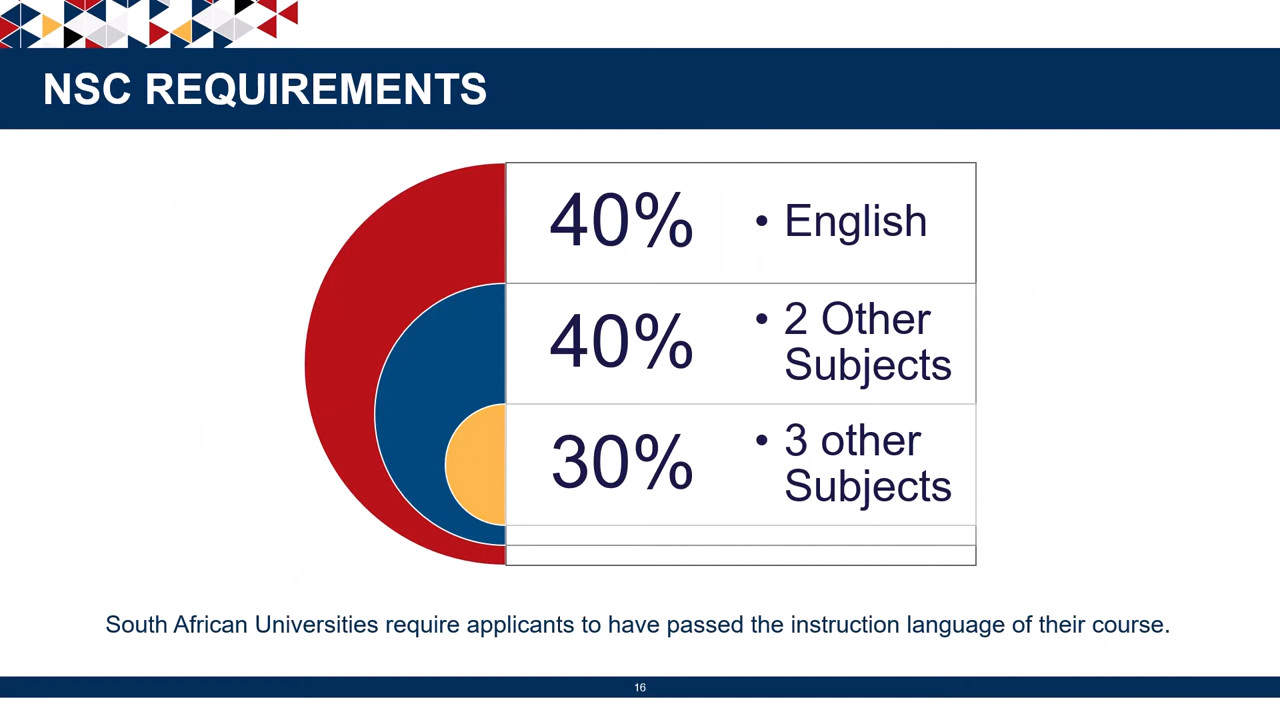 NSC REQUIREMENTS
40%
• English
40%
• 2 Other
Subjects
30%
• 3 other
Subjects
South African Universities require applicants to have passed the instruction language of their course.
16